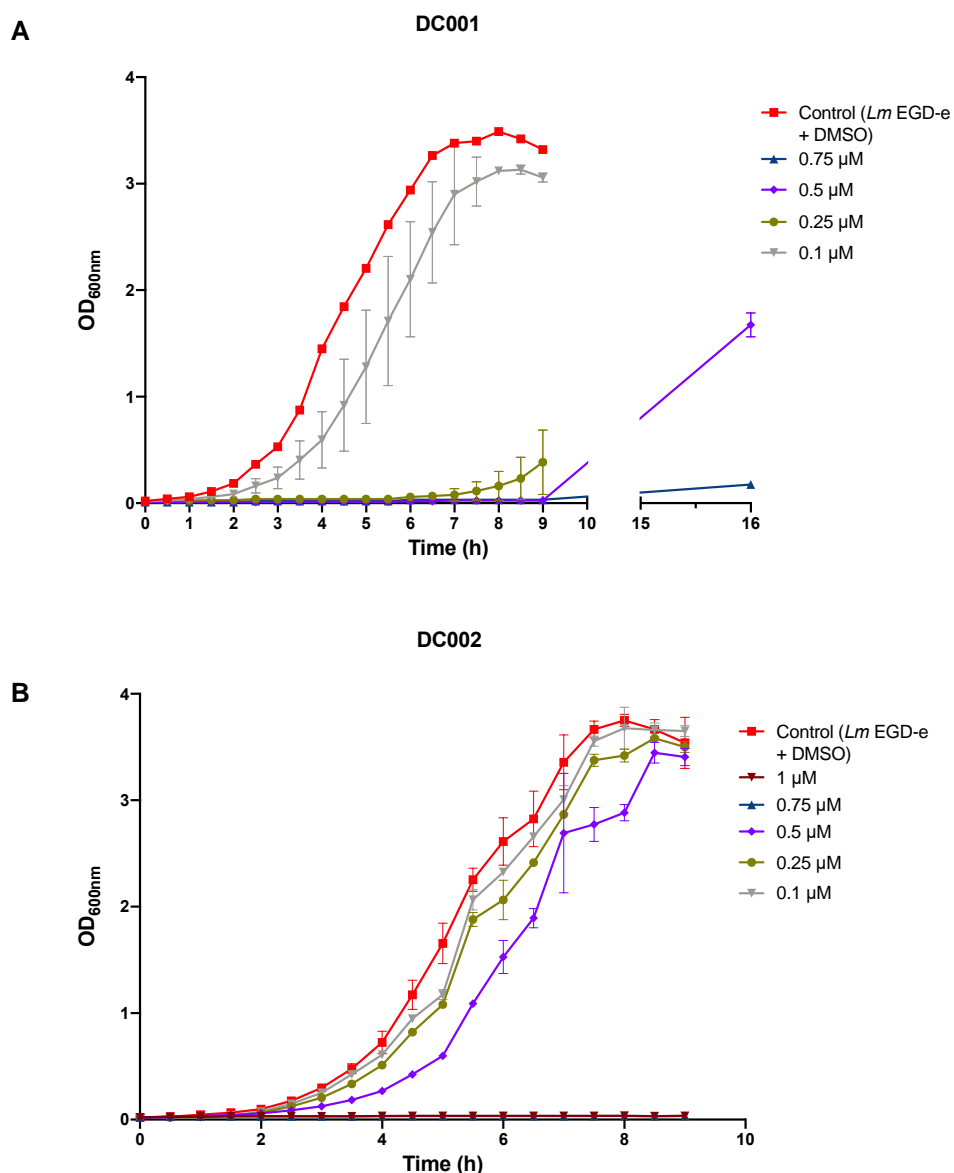 A
DC001
4
3
2
1
0
OD600nm
0 1 2 3 4 5 6 7 8 9 10 15 16
Time (h)
Control (Lm EGD-e
+ DMSO)
0.75 µM
0.5 µM
0.25 µM
0.1 µM
B
DC002
4
3
2
1
0
OD600nm
0 2 4 6 8 10
Time (h)
Control (Lm EGD-e
+ DMSO)
1 µM
0.75 µM
0.5 µM
0.25 µM
0.1 µM